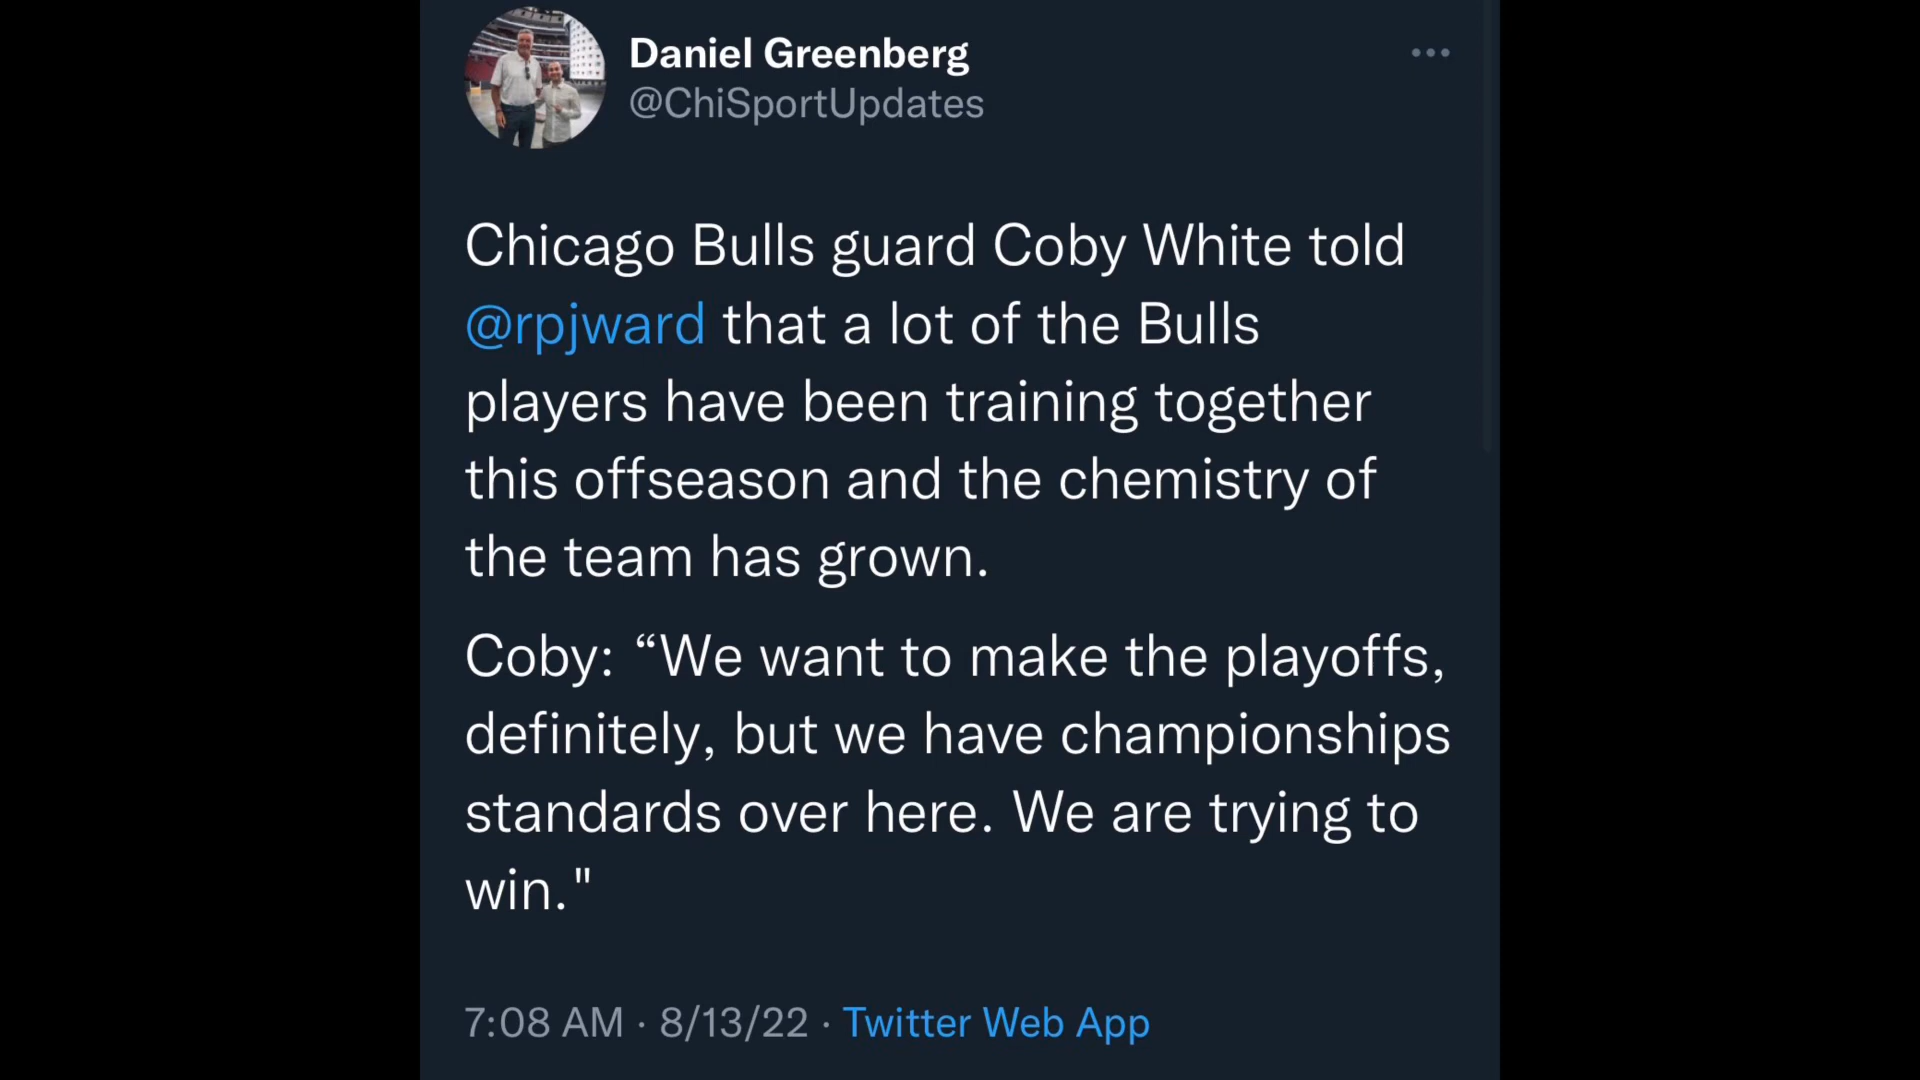 Daniel Greenberg
@ChiSportUpdates
Chicago Bulls guard Coby White told
@rpjward that a lot of the Bulls
players have been training together
this offseason and the chemistry of
the team has grown.
Coby: “We want to make the playoffs,
definitely, but we have championships
standards over here. We are trying to
win."
7:08 AM · 8/13/22 · Twitter Web App